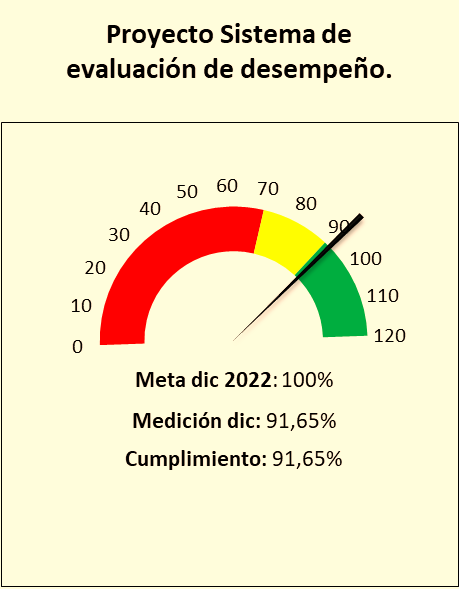 Proyecto Sistema de
evaluación de desempeño.
0
10
20
30
40
50
60
70
80
90
100
110
120
Meta dic 2022: 100%
Medición dic: 91,65%
Cumplimiento: 91,65%